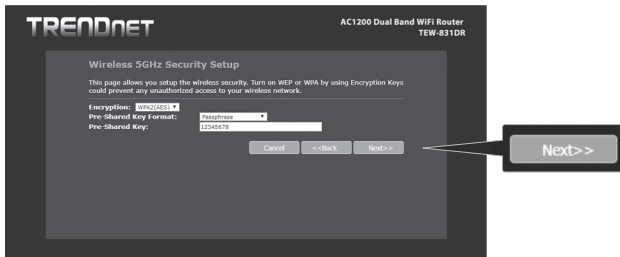 TRENDNET
AC1200 Dual Band WiFi Router
TEW-831DR
Wireless 5GHz Security Setup
This page allows you setup the wireless security. Turn on WEP or WPA by using Encryption Keys
could prevent any unauthorized access to your wireless network.
Encryption: WPA2(AES)
Pre-Shared Key Format: Passphrase
Pre-Shared Key: 12345678
Cancel <<Back Next>>
Next>>